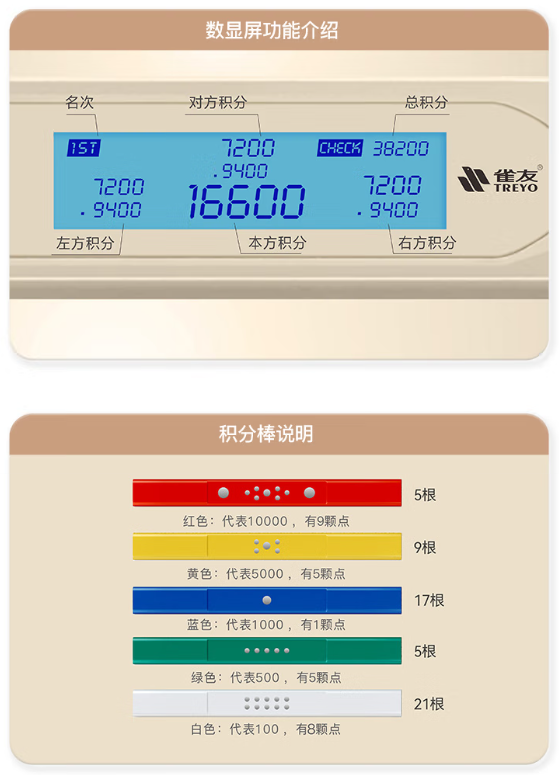 数显屏功能介绍
名次 对方积分 总积分
1ST 7200 CHECK 38200
.9400
7200 16600 7200
.9400 .9400
雀友®
TREYO
左方积分 本方积分 右方积分
积分棒说明
5根
红色：代表10000，有9颗点
9根
黄色：代表5000，有5颗点
17根
蓝色：代表1000，有1颗点
5根
绿色：代表500，有5颗点
21根
白色：代表100，有8颗点